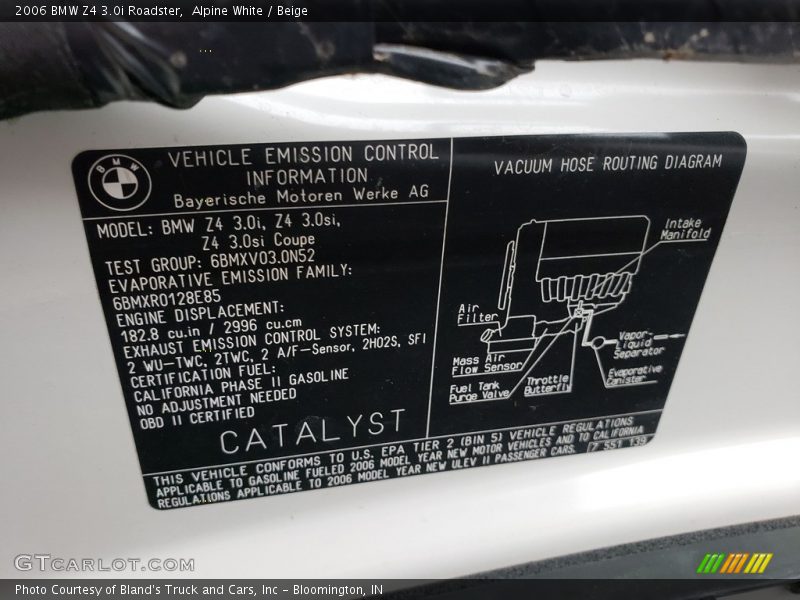 2006 BMW Z4 3.0i Roadster,  Alpine White / Beige
BMW
VEHICLE EMISSION CONTROL
INFORMATION
Bayerische Motoren Werke AG
MODEL: BMW Z4 3.0i, Z4 3.0si,
Z4 3.0si Coupe
TEST GROUP: 6BMXV03.0N52
EVAPORATIVE EMISSION FAMILY:
6BMXR0128E85
ENGINE DISPLACEMENT:
182.8 cu.in / 2996 cu.cm
EXHAUST EMISSION CONTROL SYSTEM:
2 WU-TWC, 2TWC, 2 A/F-Sensor, 2HO2S, SFI
CERTIFICATION FUEL:
CALIFORNIA PHASE II GASOLINE
NO ADJUSTMENT NEEDED
OBD II CERTIFIED
CATALYST
VACUUM HOSE ROUTING DIAGRAM
Intake
Manifold
Air
Filter
Mass Air
Flow Sensor
Fuel Tank
Purge Valve
Throttle
Butterfly
Vapor-
Liquid
Separator
Evaporative
Canister
THIS VEHICLE CONFORMS TO U.S. EPA TIER 2 (BIN 5) VEHICLE REGULATIONS
APPLICABLE TO GASOLINE FUELED 2006 MODEL YEAR NEW MOTOR VEHICLES AND TO CALIFORNIA
REGULATIONS APPLICABLE TO 2006 MODEL YEAR NEW ULEV II PASSENGER CARS.
7 551 139
GTCarLot.com
Photo Courtesy of Bland's Truck and Cars, Inc - Bloomington, IN